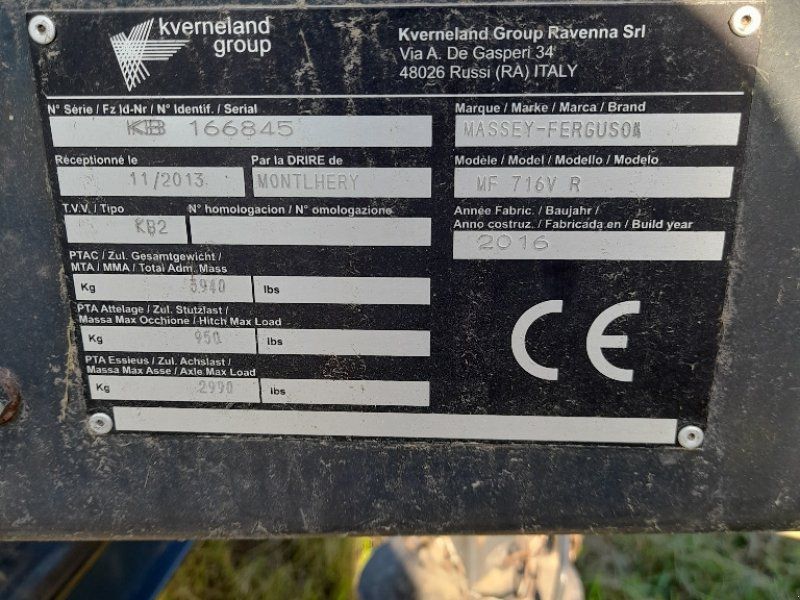 kverneland
group
Kverneland Group Ravenna Srl
Via A. De Gasperi 34
48026 Russi (RA) ITALY
N° Série / Fz Id-Nr / N° Identif. / Serial
KB 166845
Marque / Marke / Marca / Brand
MASSEY-FERGUSON
Réceptionné le
11/2013
Par la DRIRE de
MONTLHERY
Modèle / Model / Modello / Modelo
MF 716V R
T.V.V. / Tipo
KB2
N° homologacion / N° omologazione
Année Fabric. / Baujahr /
Anno costruz. / Fabricada en / Build year
2016
PTAC / Zul. Gesamtgewicht /
MTA / MMA / Total Adm. Mass
Kg 3940 lbs
PTA Attelage / Zul. Stutzlast /
Massa Max Occhione / Hitch Max Load
Kg 950 lbs
PTA Essieus / Zul. Achslast /
Massa Max Asse / Axle Max Load
Kg 2990 lbs
CE